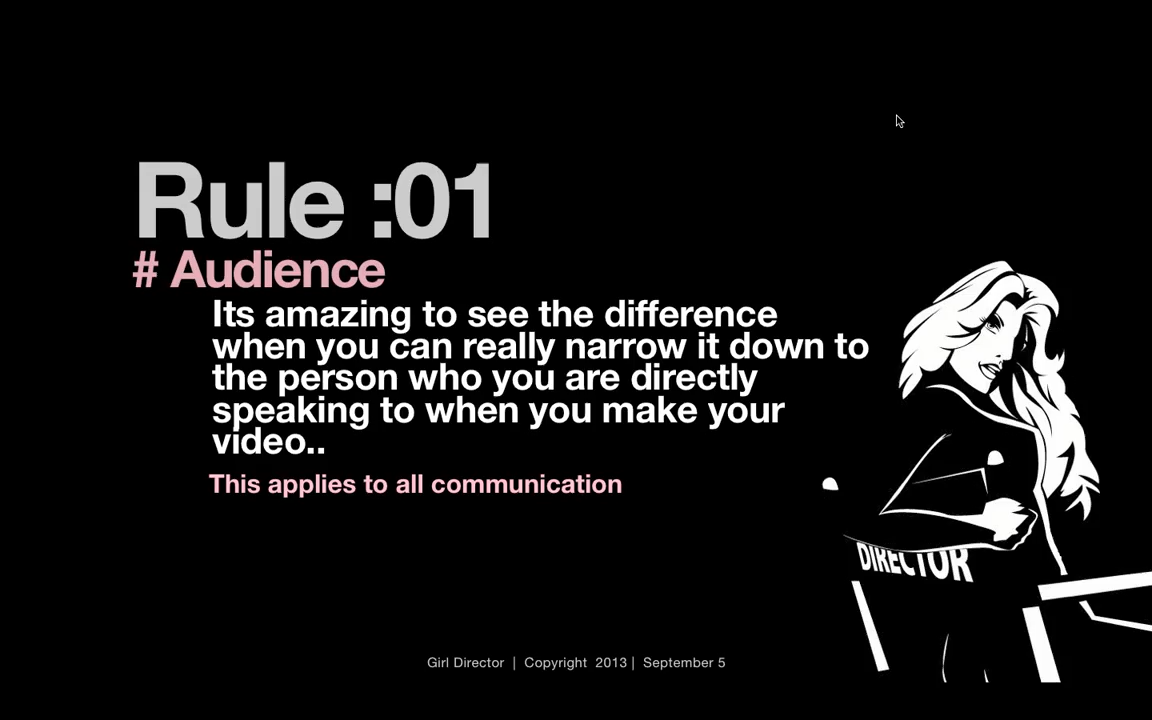 Rule :01
# Audience
Its amazing to see the difference
when you can really narrow it down to
the person who you are directly
speaking to when you make your
video..
This applies to all communication
DIRECTOR
Girl Director | Copyright 2013 | September 5